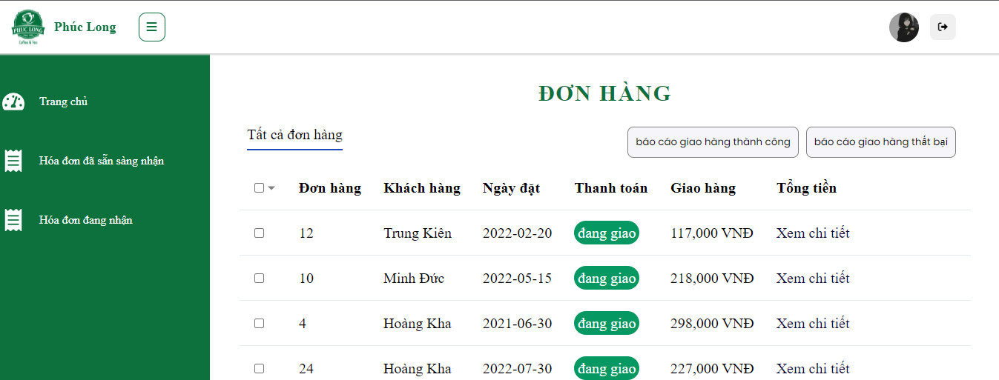 PHUC LONG
Coffee & Tea
Phúc Long
Trang chủ
Hóa đơn đã sẵn sàng nhận
Hóa đơn đang nhận
ĐƠN HÀNG
Tất cả đơn hàng
báo cáo giao hàng thành công
báo cáo giao hàng thất bại
Đơn hàng Khách hàng Ngày đặt Thanh toán Giao hàng Tổng tiền
12 Trung Kiên 2022-02-20 đang giao 117,000 VNĐ Xem chi tiết
10 Minh Đức 2022-05-15 đang giao 218,000 VNĐ Xem chi tiết
4 Hoàng Kha 2021-06-30 đang giao 298,000 VNĐ Xem chi tiết
24 Hoàng Kha 2022-07-30 đang giao 227,000 VNĐ Xem chi tiết